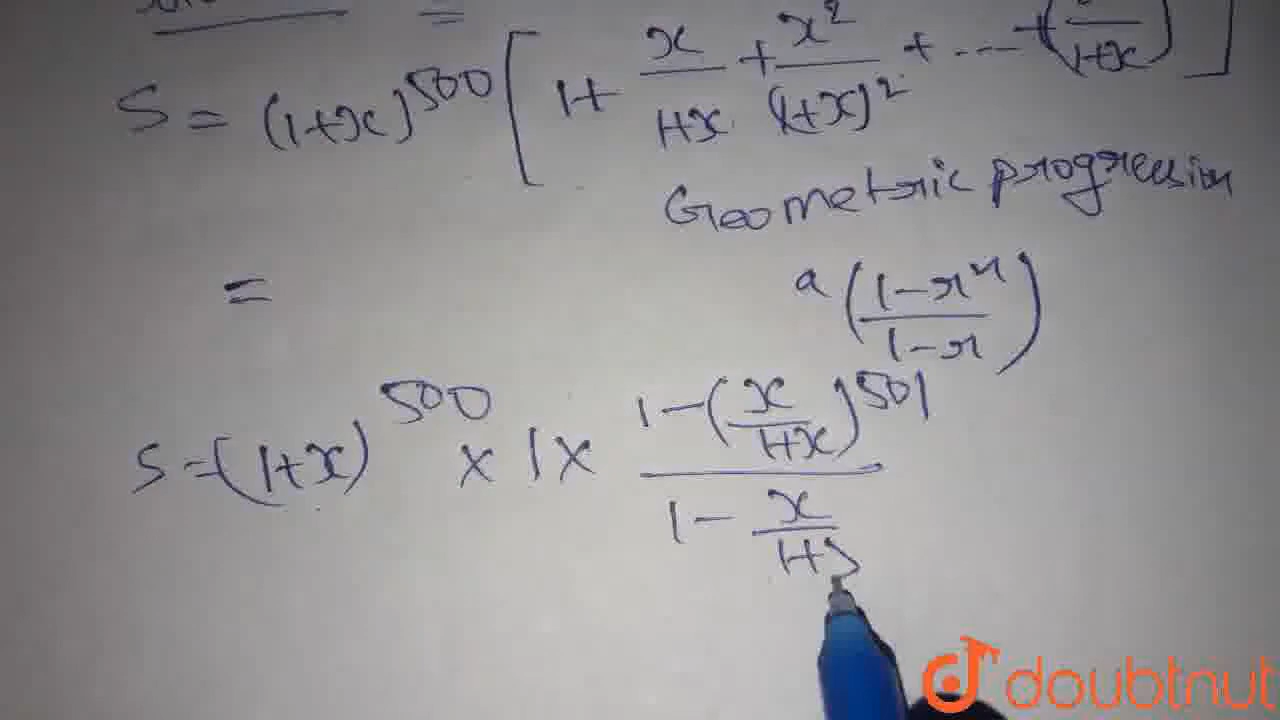 S = (1+x)^500 [ 1 + x/(1+x) + x²/(1+x)² + .... + ( /(1+x)) ]
Geometric progression
= a((1-r^n)/(1-r))
S = (1+x)^500 × 1 × (1-(x/(1+x))^501)/(1 - x/(1+
doubtnut